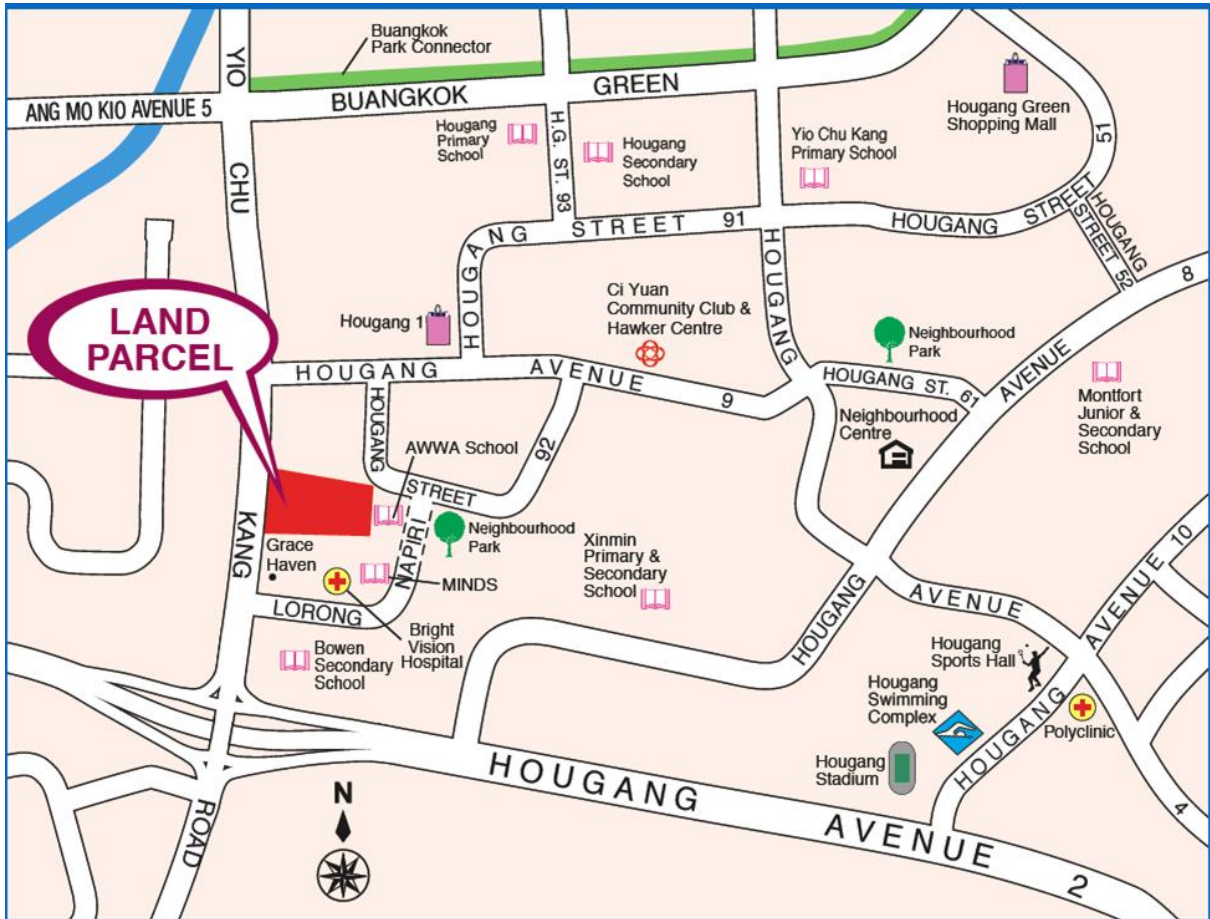 Buangkok
Park Connector
YIO
CHU
KANG
ROAD
ANG MO KIO AVENUE 5
BUANGKOK GREEN
Hougang
Primary
School
H.G. ST. 93
Hougang
Secondary
School
Yio Chu Kang
Primary School
Hougang Green
Shopping Mall
HOUGANG STREET 51
HOUGANG
STREET 52
HOUGANG STREET 91
HOUGANG
LAND
PARCEL
Hougang 1
Ci Yuan
Community Club &
Hawker Centre
Neighbourhood
Park
HOUGANG AVENUE 9
HOUGANG ST. 61
HOUGANG AVENUE 8
Neighbourhood
Centre
Montfort
Junior &
Secondary
School
HOUGANG
STREET
92
AWWA School
Neighbourhood
Park
Grace
Haven
MINDS
LORONG NAPIRI
Bright
Vision
Hospital
Bowen
Secondary
School
Xinmin
Primary &
Secondary
School
AVENUE 4
HOUGANG AVENUE 10
Hougang
Sports Hall
Hougang
Swimming
Complex
Polyclinic
Hougang
Stadium
HOUGANG AVENUE 2
N